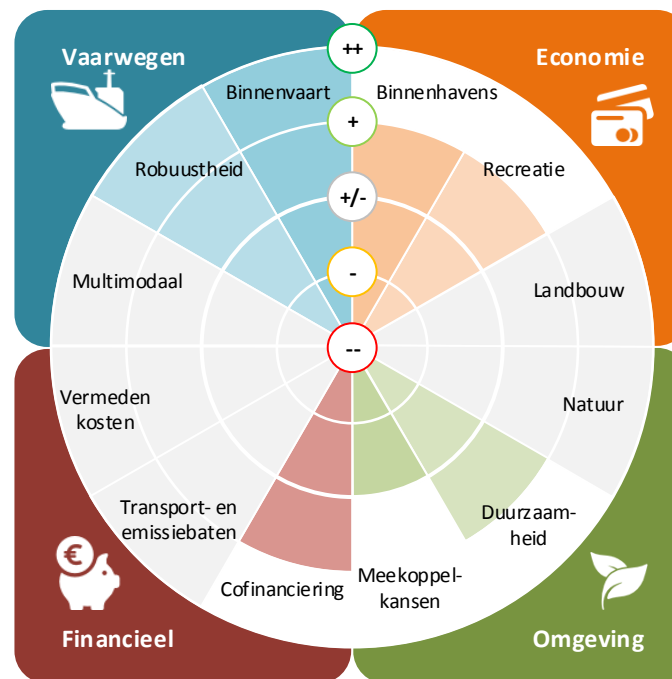 Vaarwegen
Economie
++
Binnenvaart
Binnenhavens
+
Robuustheid
Recreatie
+/-
Multimodaal
-
Landbouw
--
Vermeden
kosten
Natuur
Transport- en
emissiebaten
Duurzaam-
heid
Cofinanciering
Meekoppel-
kansen
€
Financieel
Omgeving